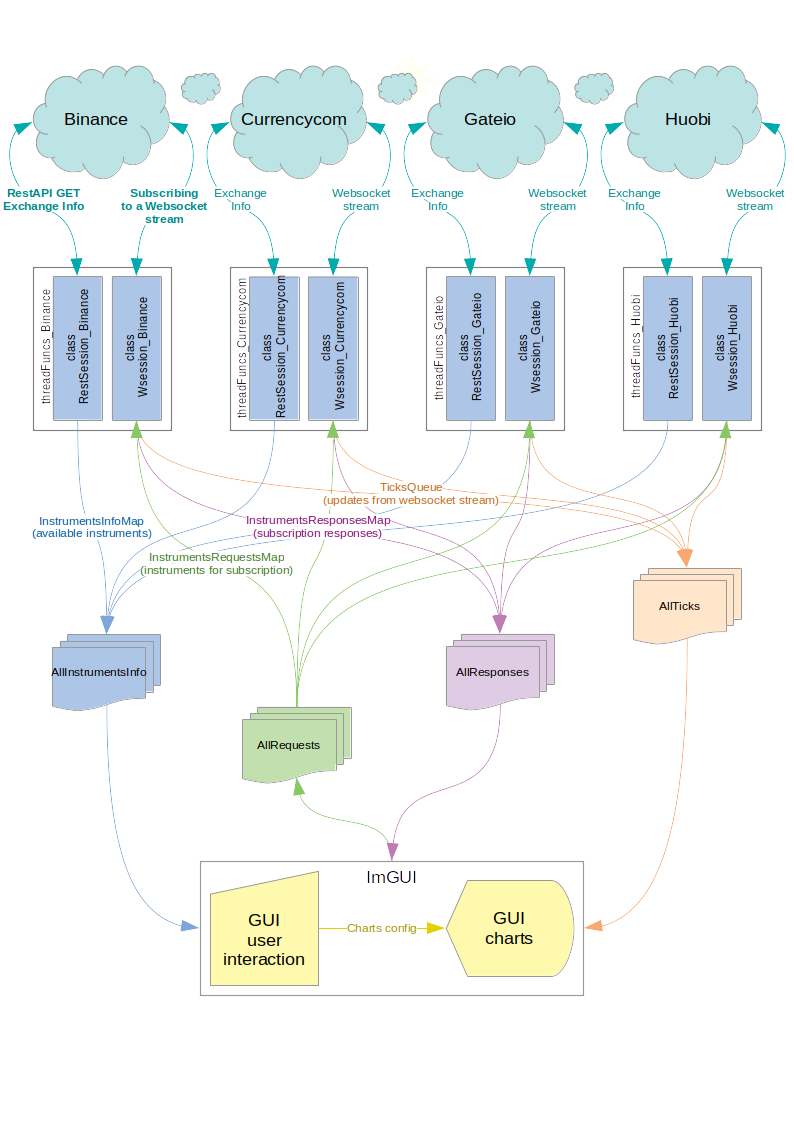 Binance
Currencycom
Gateio
Huobi
RestAPI GET
Exchange Info
Subscribing
to a Websocket
stream
Exchange
Info
Websocket
stream
Exchange
Info
Websocket
stream
Exchange
Info
Websocket
stream
threadFuncs_Binance
class
RestSession_Binance
class
Wsession_Binance
threadFuncs_Currencycom
class
RestSession_Currencycom
class
Wsession_Currencycom
threadFuncs_Gateio
class
RestSession_Gateio
class
Wsession_Gateio
threadFuncs_Huobi
class
RestSession_Huobi
class
Wsession_Huobi
TicksQueue
(updates from websocket stream)
InstrumentsInfoMap
(available instruments)
InstrumentsResponsesMap
(subscription responses)
InstrumentsRequestsMap
(instruments for subscription)
AllTicks
AllInstrumentsInfo
AllResponses
AllRequests
ImGUI
GUI
user
interaction
Charts config
GUI
charts